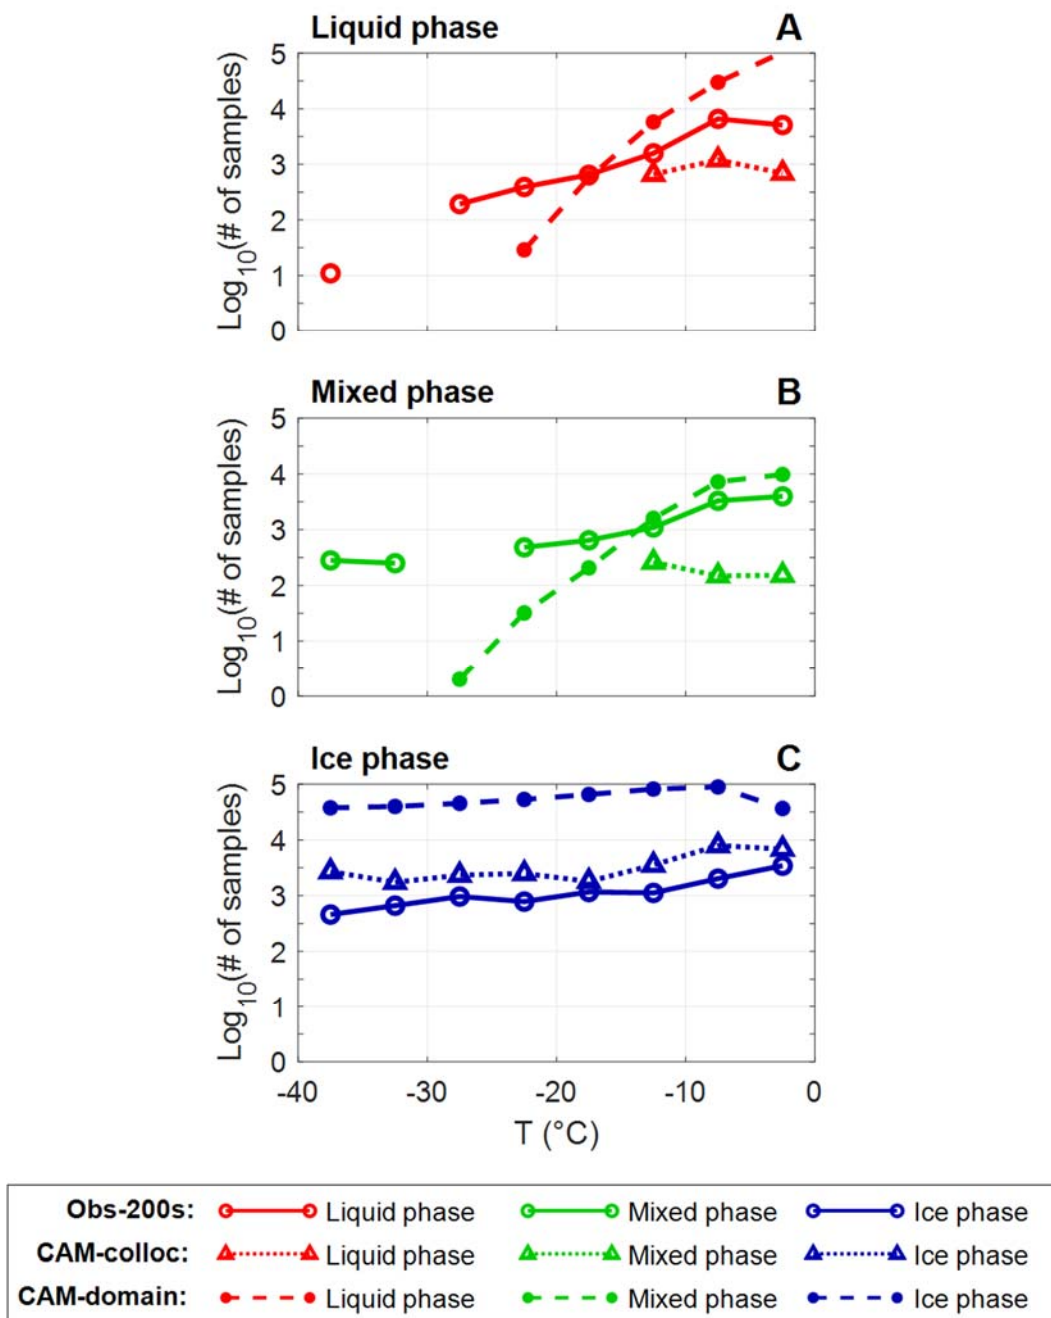 Liquid phase A
5
4
3
2
1
0
Log10(# of samples)
Mixed phase B
5
4
3
2
1
0
Log10(# of samples)
Ice phase C
5
4
3
2
1
0
Log10(# of samples)
-40 -30 -20 -10 0
T (°C)
Obs-200s: Liquid phase Mixed phase Ice phase
CAM-colloc: Liquid phase Mixed phase Ice phase
CAM-domain: Liquid phase Mixed phase Ice phase